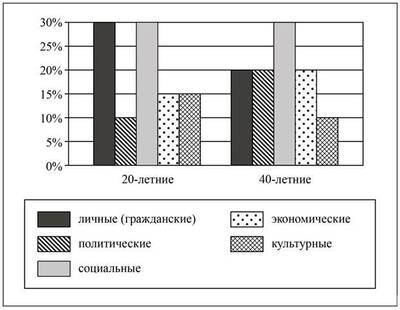 30%
25%
20%
15%
10%
5%
0%
20-летние 40-летние
личные (гражданские) экономические
политические культурные
социальные